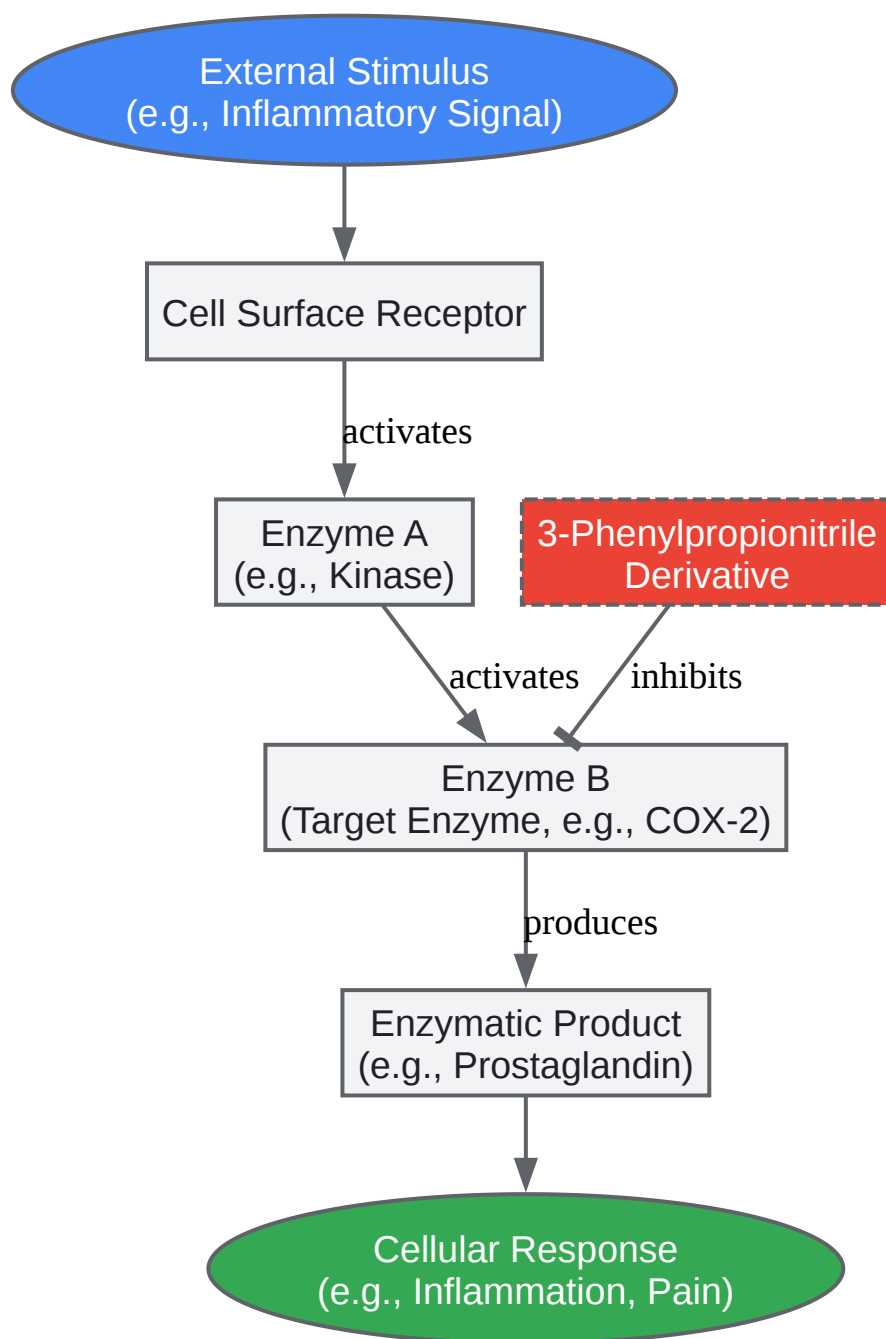 External Stimulus
(e.g., Inflammatory Signal)
Cell Surface Receptor
activates
Enzyme A
(e.g., Kinase)
3-Phenylpropionitrile
Derivative
activates
inhibits
Enzyme B
(Target Enzyme, e.g., COX-2)
produces
Enzymatic Product
(e.g., Prostaglandin)
Cellular Response
(e.g., Inflammation, Pain)